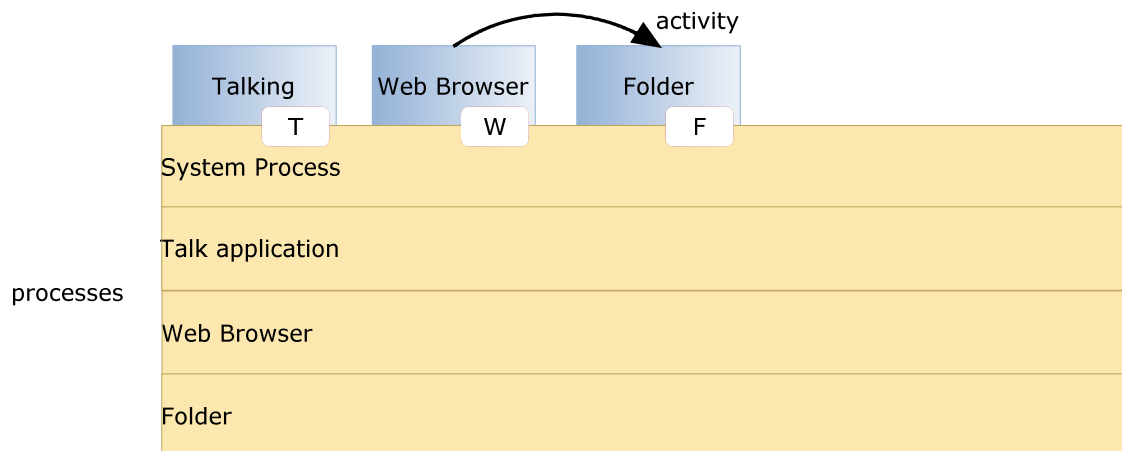 activity
Talking
Web Browser
Folder
T
W
F
System Process
Talk application
processes
Web Browser
Folder